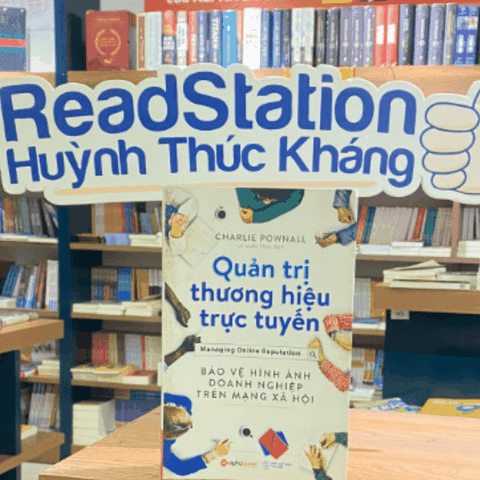 ReadStation
Huỳnh Thúc Kháng
CHARLIE POWNALL
Quản trị
thương hiệu
trực tuyến
Managing Online Reputation
BẢO VỆ HÌNH ẢNH
DOANH NGHIỆP
TRÊN MẠNG XÃ HỘI